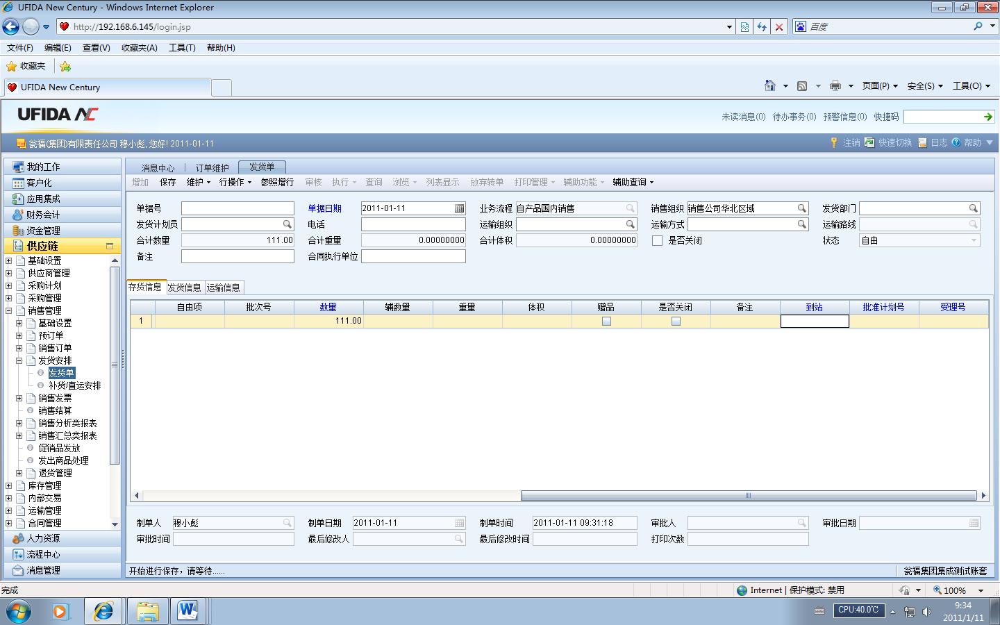 UFIDA New Century - Windows Internet Explorer
http://192.168.6.145/login.jsp
百度
文件(F) 编辑(E) 查看(V) 收藏夹(A) 工具(T) 帮助(H)
收藏夹
UFIDA New Century
页面(P) 安全(S) 工具(O)
UFIDA NC
未读消息(0) 待办事务(0) 预警信息(0) 快捷码
瓮福(集团)有限责任公司 穆小彪, 您好! 2011-01-11
注销 快速切换 日志 帮助
我的工作
客户化
应用集成
财务会计
资金管理
供应链
基础设置
供应商管理
采购计划
采购管理
销售管理
基础设置
预订单
销售订单
发货安排
发货单
补货/直运安排
销售发票
销售结算
销售分析类报表
销售汇总类报表
促销品发放
发出商品处理
退货管理
库存管理
内部交易
运输管理
合同管理
人力资源
流程中心
消息管理
消息中心 订单维护 发货单
增加 保存 维护 行操作 参照增行 审核 执行 查询 浏览 列表显示 放弃转单 打印管理 辅助功能 辅助查询
单据号 单据日期 2011-01-11 业务流程 自产品国内销售 销售组织 销售公司华北区域 发货部门
发货计划员 电话 运输组织 运输方式 运输路线
合计数量 111.00 合计重量 0.00000000 合计体积 0.00000000 是否关闭 状态 自由
备注 合同执行单位
存货信息 发货信息 运输信息
自由项 批次号 数量 辅数量 重量 体积 赠品 是否关闭 备注 到站 批准计划号 受理号
1 111.00
制单人 穆小彪 制单日期 2011-01-11 制单时间 2011-01-11 09:31:18 审批人 审批日期
审批时间 最后修改人 最后修改时间 打印次数
开始进行保存，请等待......
瓮福集团集成测试账套
完成
Internet | 保护模式: 禁用
100%
CPU:40.0℃
9:34
2011/1/11